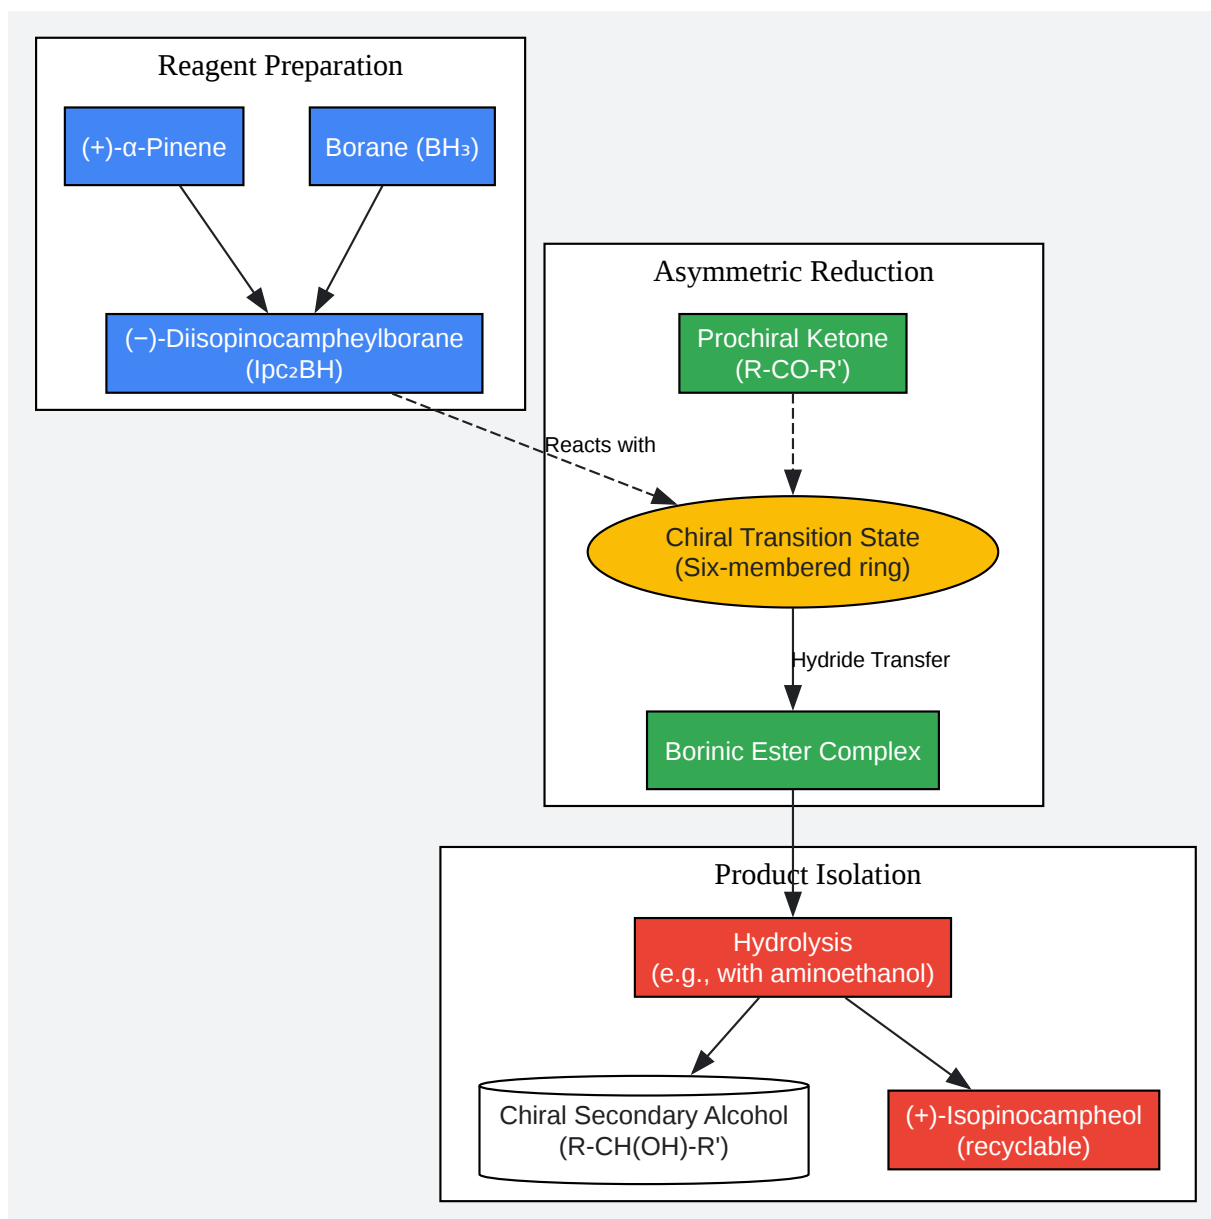 Reagent Preparation
(+)-α-Pinene
Borane (BH₃)
(−)-Diisopinocampheylborane
(Ipc₂BH)
Asymmetric Reduction
Prochiral Ketone
(R-CO-R')
Reacts with
Chiral Transition State
(Six-membered ring)
Hydride Transfer
Borinic Ester Complex
Product Isolation
Hydrolysis
(e.g., with aminoethanol)
Chiral Secondary Alcohol
(R-CH(OH)-R')
(+)-Isopinocampheol
(recyclable)